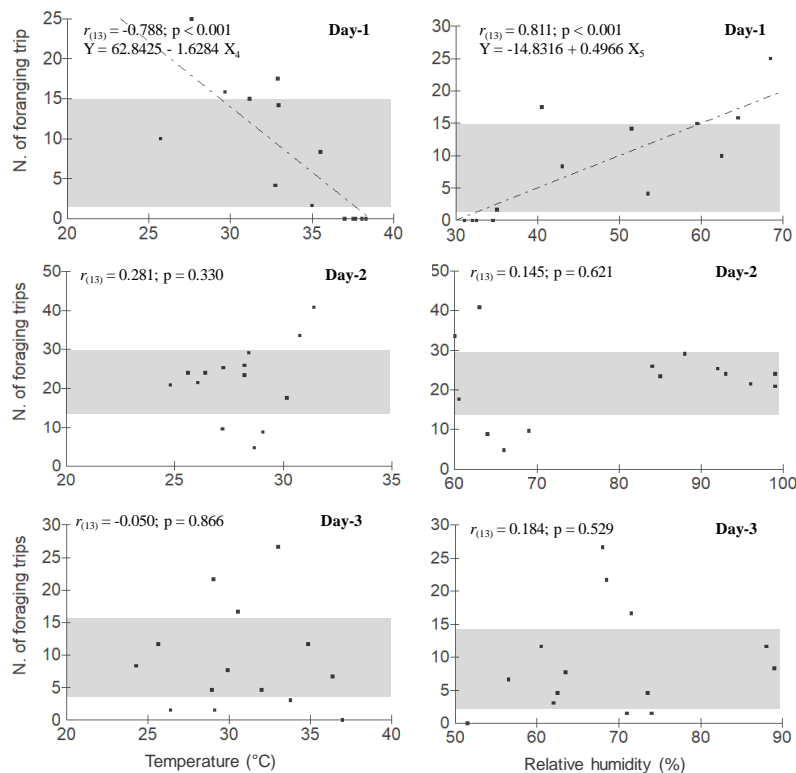 r(13) = -0.788; p < 0.001
Day-1
Y = 62.8425 - 1.6284 X4
N. of foranging trip
25
20
15
10
5
0
20 25 30 35 40
r(13) = 0.811; p < 0.001
Day-1
Y = -14.8316 + 0.4966 X5
30
25
20
15
10
5
0
30 40 50 60 70
r(13) = 0.281; p = 0.330
Day-2
N. of foraging trips
50
40
30
20
10
0
20 25 30 35
r(13) = 0.145; p = 0.621
Day-2
50
40
30
20
10
0
60 70 80 90 100
r(13) = -0.050; p = 0.866
Day-3
N. of foraging trips
30
25
20
15
10
5
0
20 25 30 35 40
Temperature (°C)
r(13) = 0.184; p = 0.529
Day-3
30
25
20
15
10
5
0
50 60 70 80 90
Relative humidity (%)